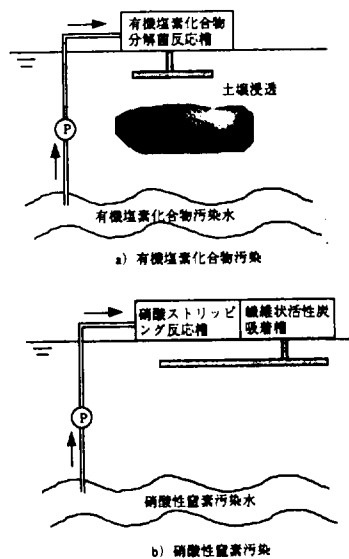 有機塩素化合物
分解菌反応槽
土壌浸透
P
有機塩素化合物汚染水
a) 有機塩素化合物汚染
硝酸ストリッピ
ング反応槽
繊維状活性炭
吸着槽
P
硝酸性窒素汚染水
b) 硝酸性窒素汚染